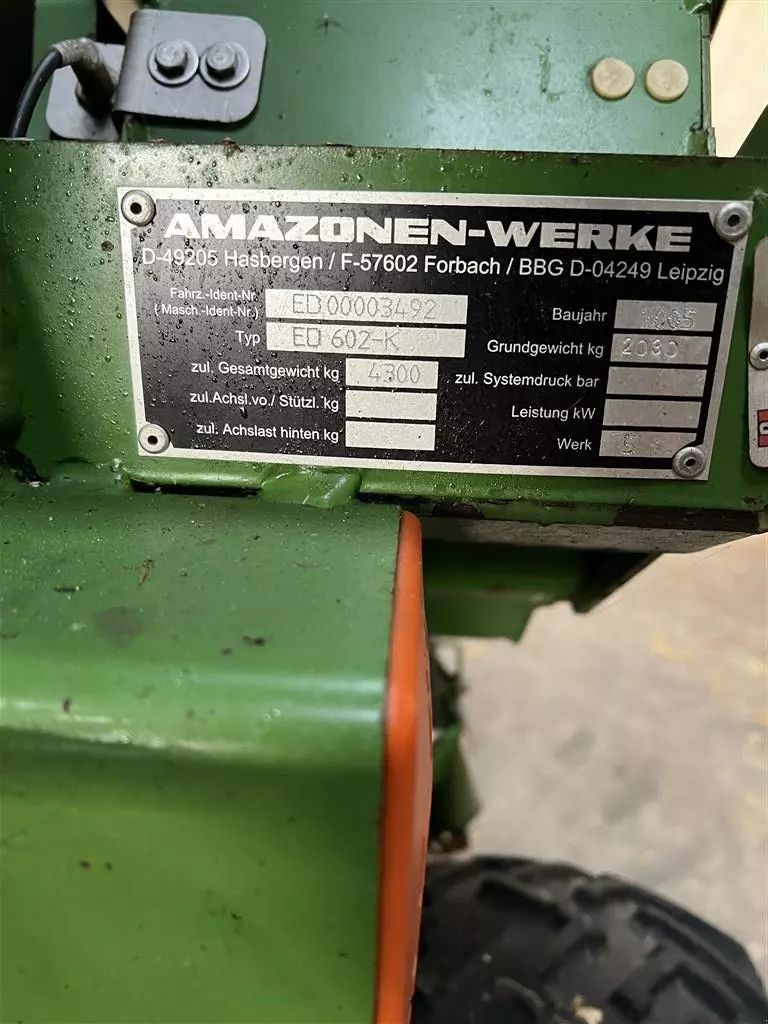 AMAZONEN-WERKE
D-49205 Hasbergen / F-57602 Forbach / BBG D-04249 Leipzig
Fahrz.-Ident-Nr.
(Masch.-Ident-Nr.) ED00003492
Typ ED 602-K
zul. Gesamtgewicht kg 4300
zul.Achsl.vo./ Stützl. kg
zul. Achslast hinten kg
Baujahr
Grundgewicht kg
zul. Systemdruck bar
Leistung kW
Werk 5